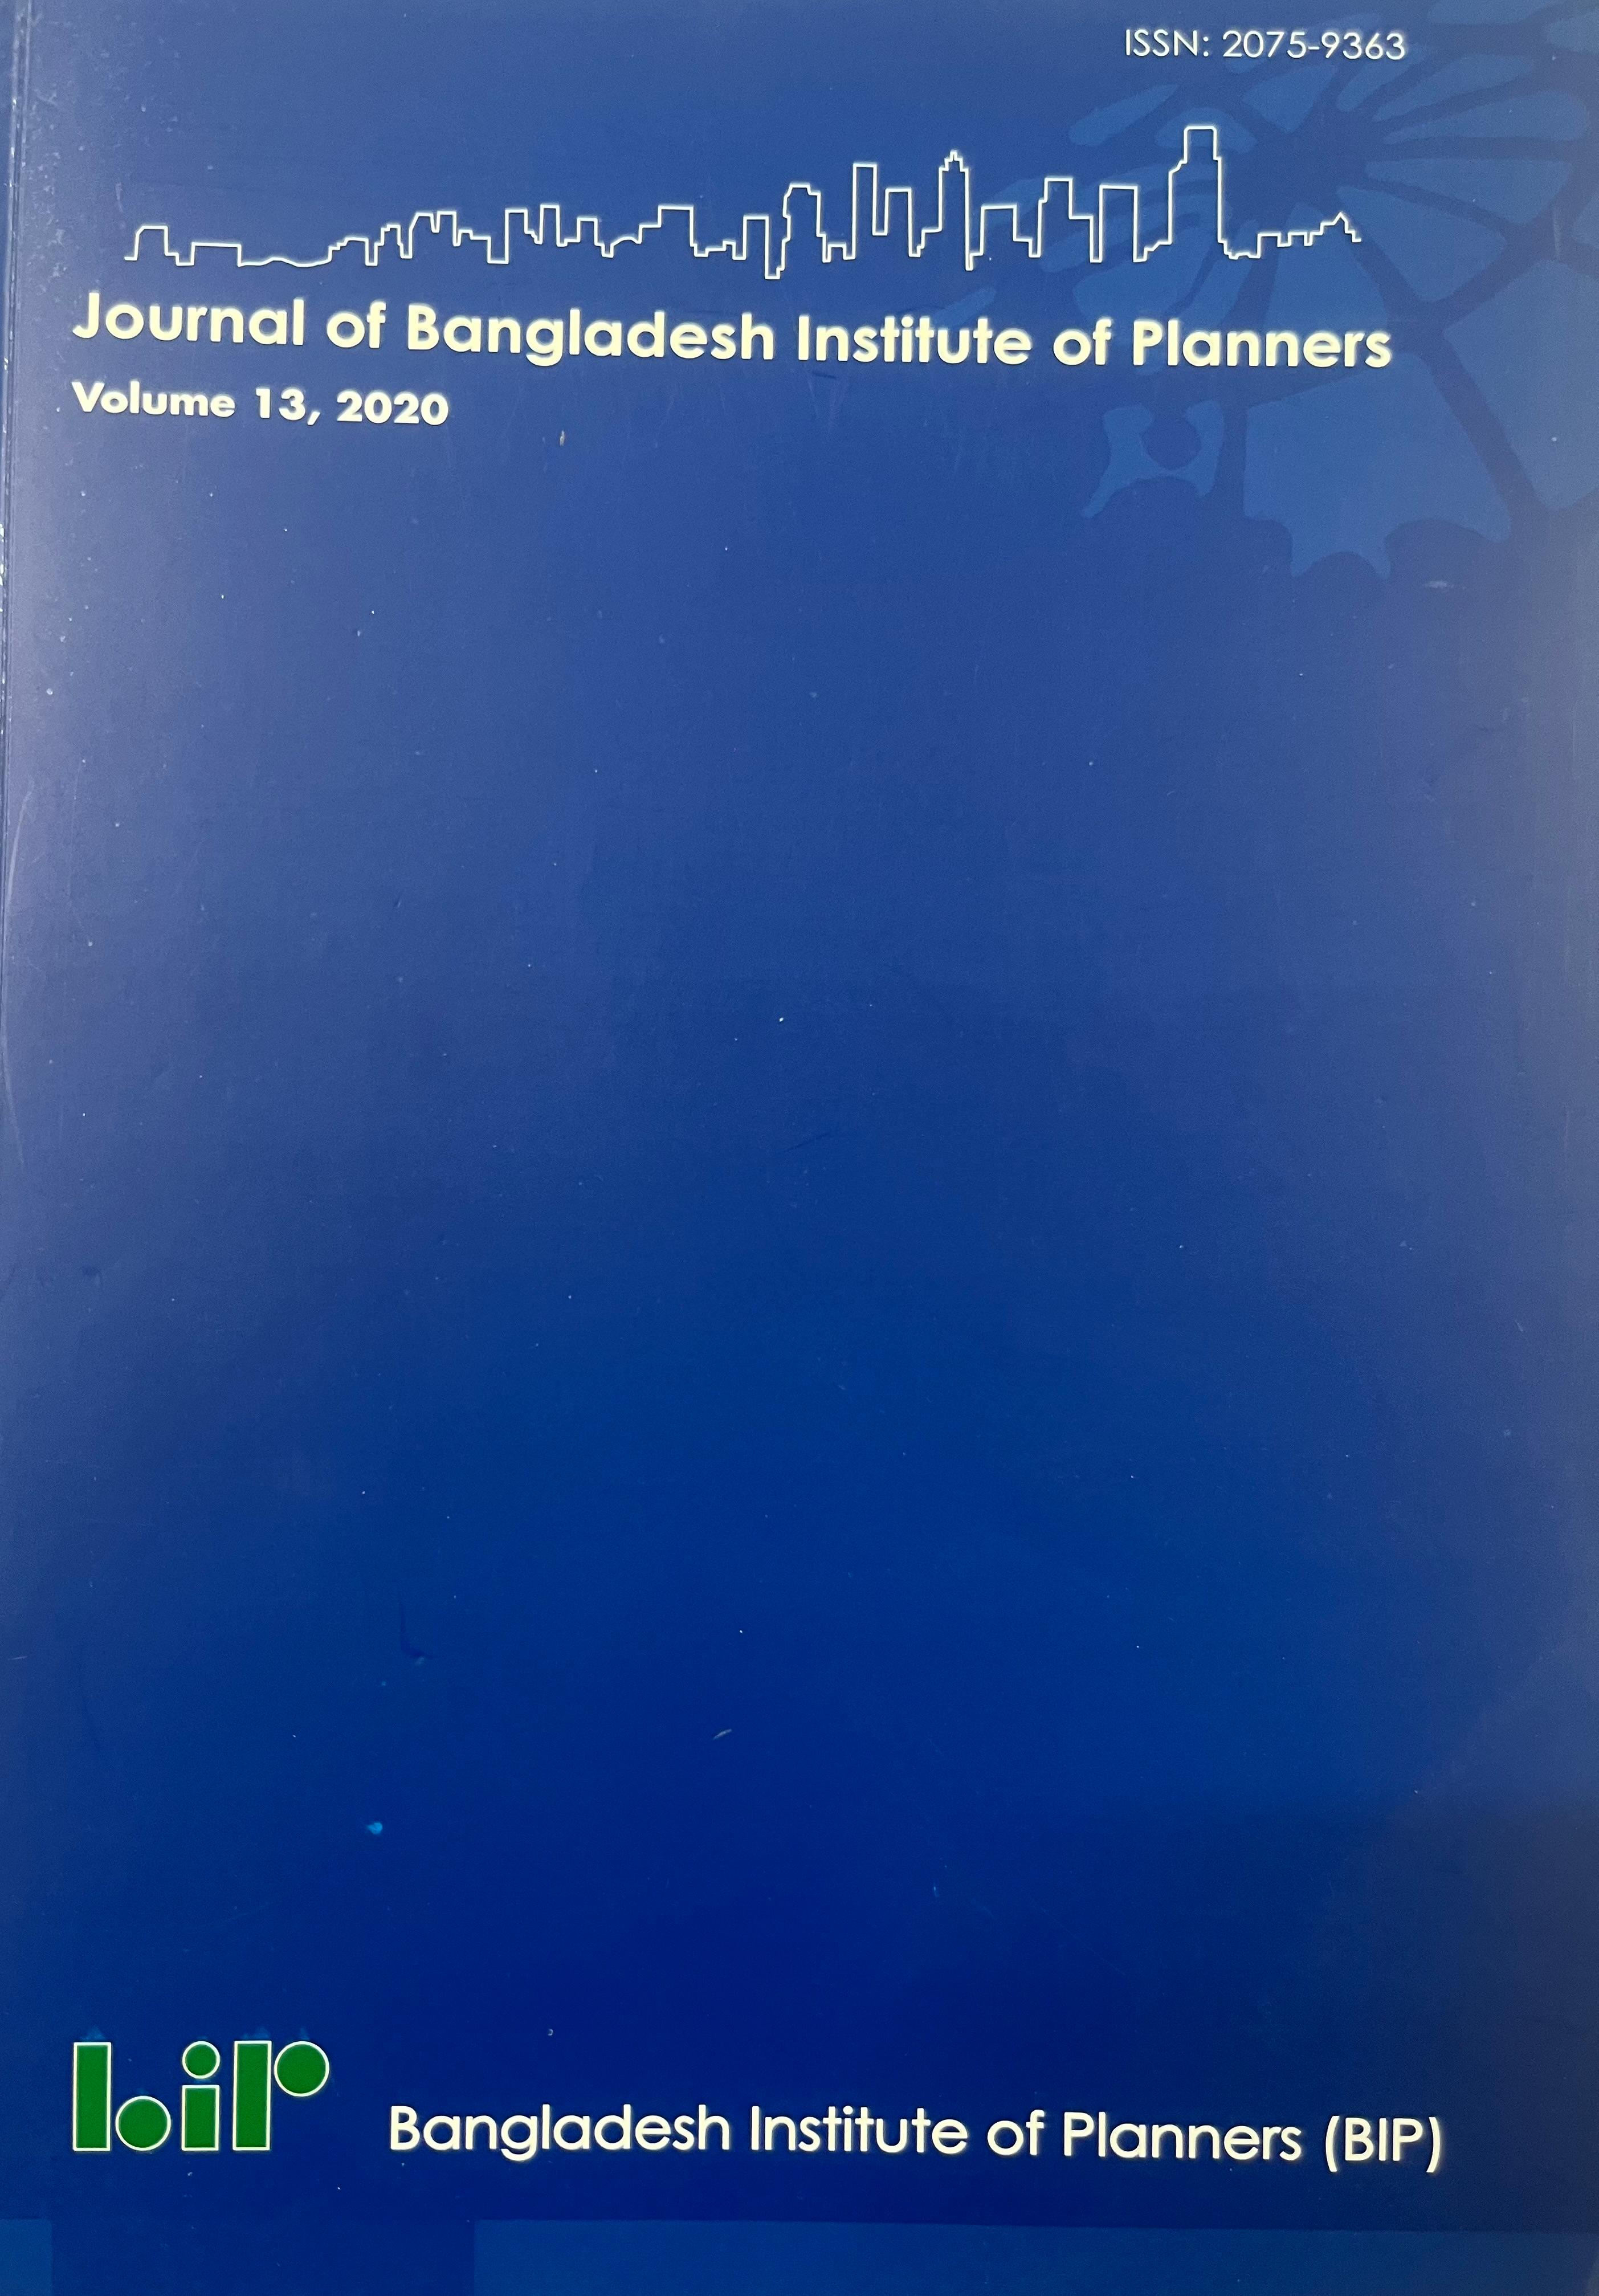 ISSN: 2075-9363
Journal of Bangladesh Institute of Planners
Volume 13, 2020
bip
Bangladesh Institute of Planners (BIP)